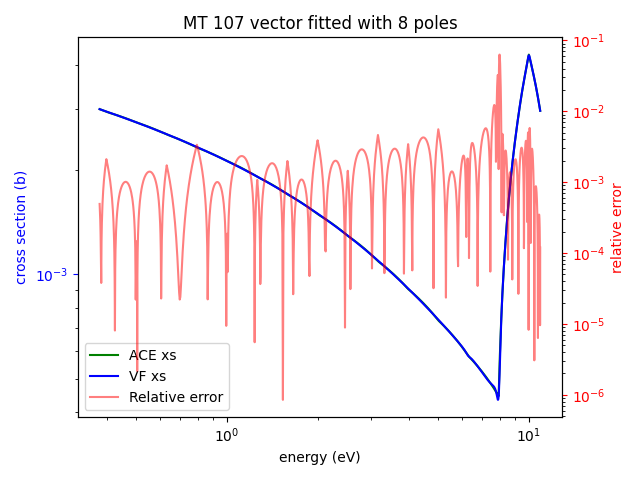 MT 107 vector fitted with 8 poles
cross section (b)
10⁻³
ACE xs
VF xs
Relative error
10⁰
10¹
energy (eV)
10⁻¹
10⁻²
10⁻³
10⁻⁴
10⁻⁵
10⁻⁶
relative error